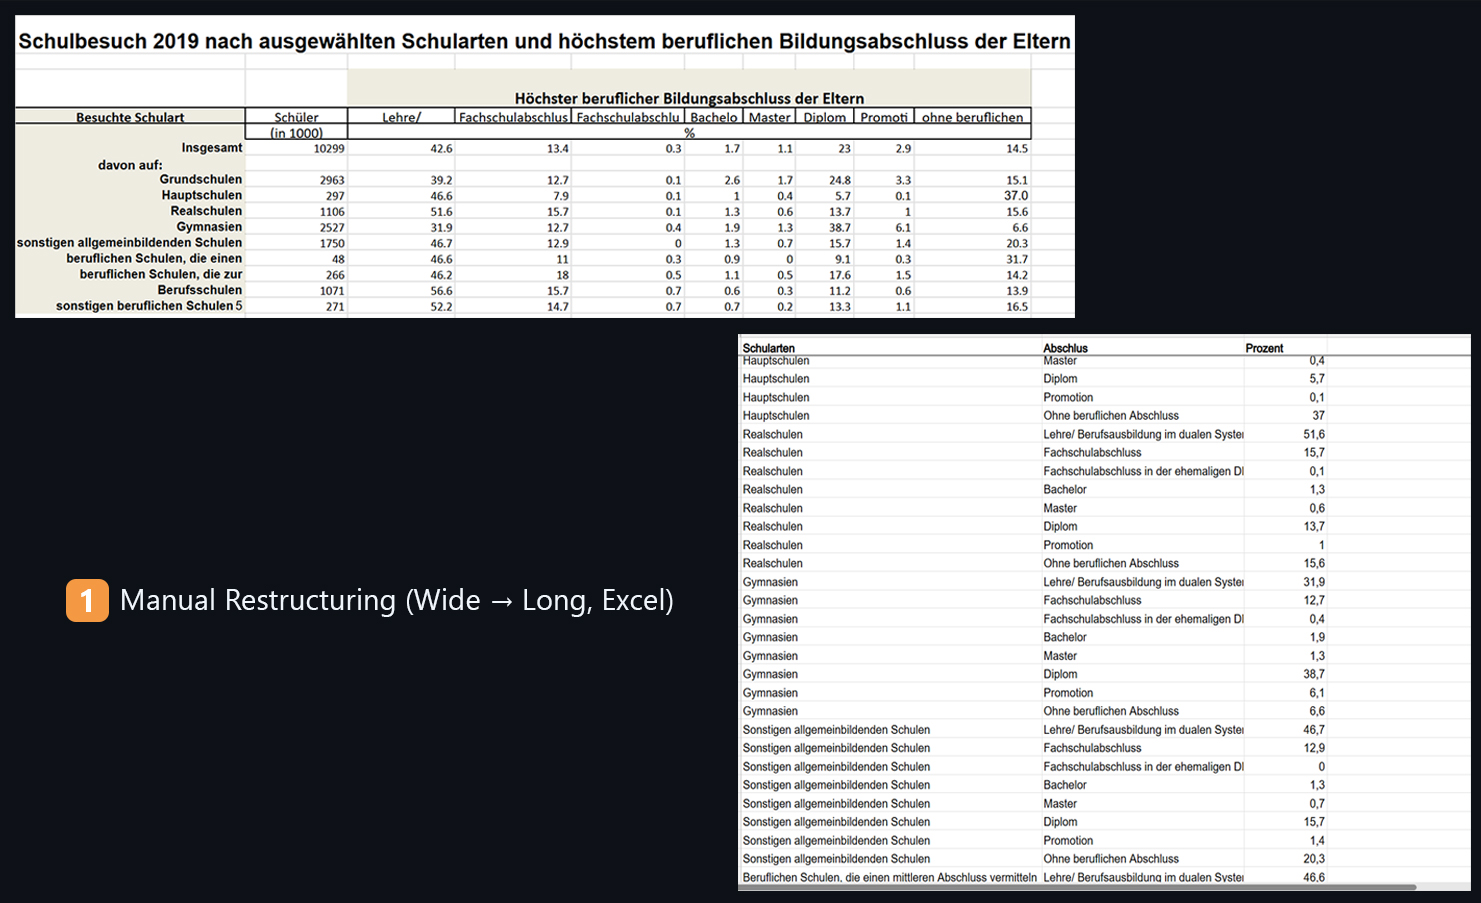 Schulbesuch 2019 nach ausgewählten Schularten und höchstem beruflichen Bildungsabschluss der Eltern
Höchster beruflicher Bildungsabschluss der Eltern
Besuchte Schulart Schüler Lehre/ Fachschulabschlus Fachschulabschlu Bachelo Master Diplom Promoti ohne beruflichen
(in 1000) %
Insgesamt 10299 42.6 13.4 0.3 1.7 1.1 23 2.9 14.5
davon auf:
Grundschulen 2963 39.2 12.7 0.1 2.6 1.7 24.8 3.3 15.1
Hauptschulen 297 46.6 7.9 0.1 1 0.4 5.7 0.1 37.0
Realschulen 1106 51.6 15.7 0.1 1.3 0.6 13.7 1 15.6
Gymnasien 2527 31.9 12.7 0.4 1.9 1.3 38.7 6.1 6.6
sonstigen allgemeinbildenden Schulen 1750 46.7 12.9 0 1.3 0.7 15.7 1.4 20.3
beruflichen Schulen, die einen 48 46.6 11 0.3 0.9 0 9.1 0.3 31.7
beruflichen Schulen, die zur 266 46.2 18 0.5 1.1 0.5 17.6 1.5 14.2
Berufsschulen 1071 56.6 15.7 0.7 0.6 0.3 11.2 0.6 13.9
sonstigen beruflichen Schulen 5 271 52.2 14.7 0.7 0.7 0.2 13.3 1.1 16.5
Schularten Abschlus Prozent
Hauptschulen Master 0,4
Hauptschulen Diplom 5,7
Hauptschulen Promotion 0,1
Hauptschulen Ohne beruflichen Abschluss 37
Realschulen Lehre/ Berufsausbildung im dualen Syster 51,6
Realschulen Fachschulabschluss 15,7
Realschulen Fachschulabschluss in der ehemaligen DI 0,1
Realschulen Bachelor 1,3
Realschulen Master 0,6
Realschulen Diplom 13,7
Realschulen Promotion 1
Realschulen Ohne beruflichen Abschluss 15,6
Gymnasien Lehre/ Berufsausbildung im dualen Syster 31,9
Gymnasien Fachschulabschluss 12,7
Gymnasien Fachschulabschluss in der ehemaligen DI 0,4
Gymnasien Bachelor 1,9
Gymnasien Master 1,3
Gymnasien Diplom 38,7
Gymnasien Promotion 6,1
Gymnasien Ohne beruflichen Abschluss 6,6
Sonstigen allgemeinbildenden Schulen Lehre/ Berufsausbildung im dualen Syster 46,7
Sonstigen allgemeinbildenden Schulen Fachschulabschluss 12,9
Sonstigen allgemeinbildenden Schulen Fachschulabschluss in der ehemaligen DI 0
Sonstigen allgemeinbildenden Schulen Bachelor 1,3
Sonstigen allgemeinbildenden Schulen Master 0,7
Sonstigen allgemeinbildenden Schulen Diplom 15,7
Sonstigen allgemeinbildenden Schulen Promotion 1,4
Sonstigen allgemeinbildenden Schulen Ohne beruflichen Abschluss 20,3
Beruflichen Schulen, die einen mittleren Abschluss vermitteln Lehre/ Berufsausbildung im dualen Syster 46,6
1 Manual Restructuring (Wide → Long, Excel)